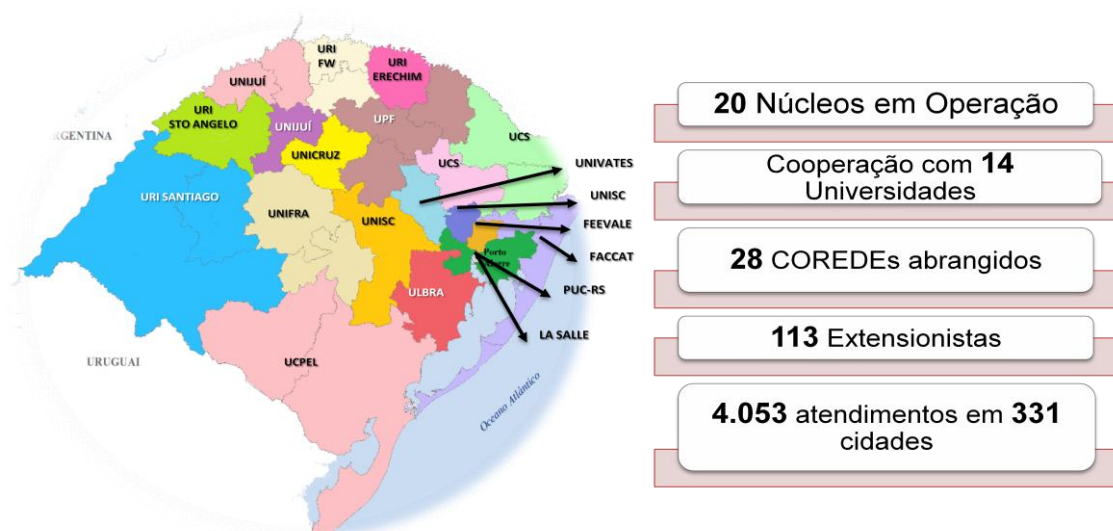 URI
FW
URI
ERECHIM
UNIJUÍ
URI
STO ANGELO
UNIJUÍ
UPF
UCS
RGENTINA
UNICRUZ
UCS
UNIVATES
URI SANTIAGO
UNISC
UNIFRA
UNISC
FEEVALE
FACCAT
Porto
PUC-RS
ULBRA
LA SALLE
URUGUAI
UCPEL
Oceano Atlântico
20 Núcleos em Operação
Cooperação com 14
Universidades
28 COREDEs abrangidos
113 Extensionistas
4.053 atendimentos em 331
cidades